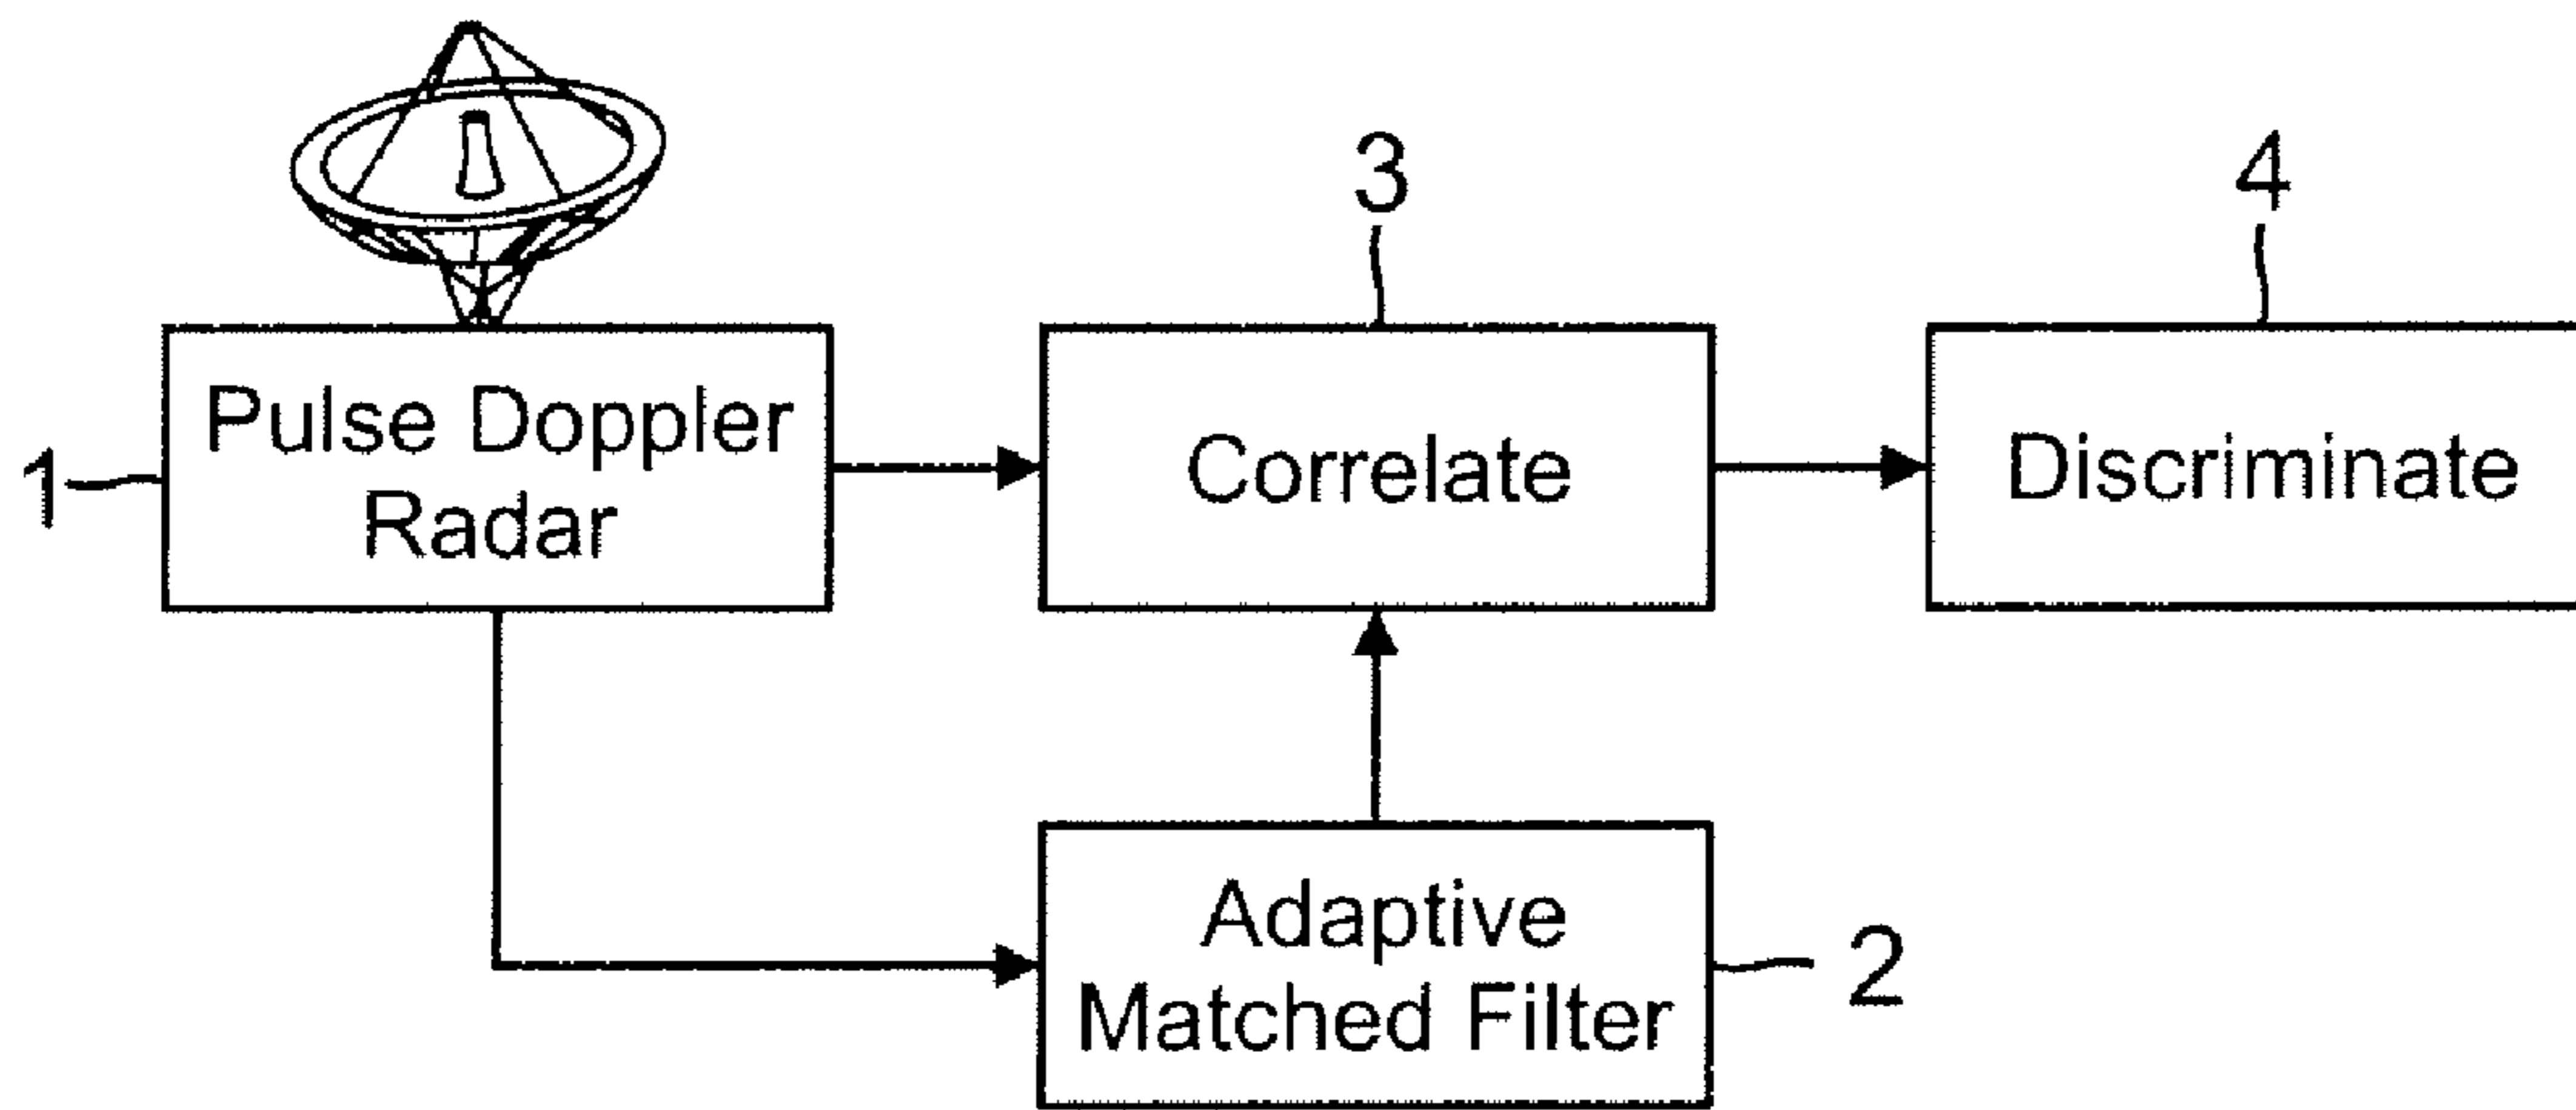 3
4
1
Pulse Doppler
Radar
Correlate
Discriminate
Adaptive
Matched Filter
2